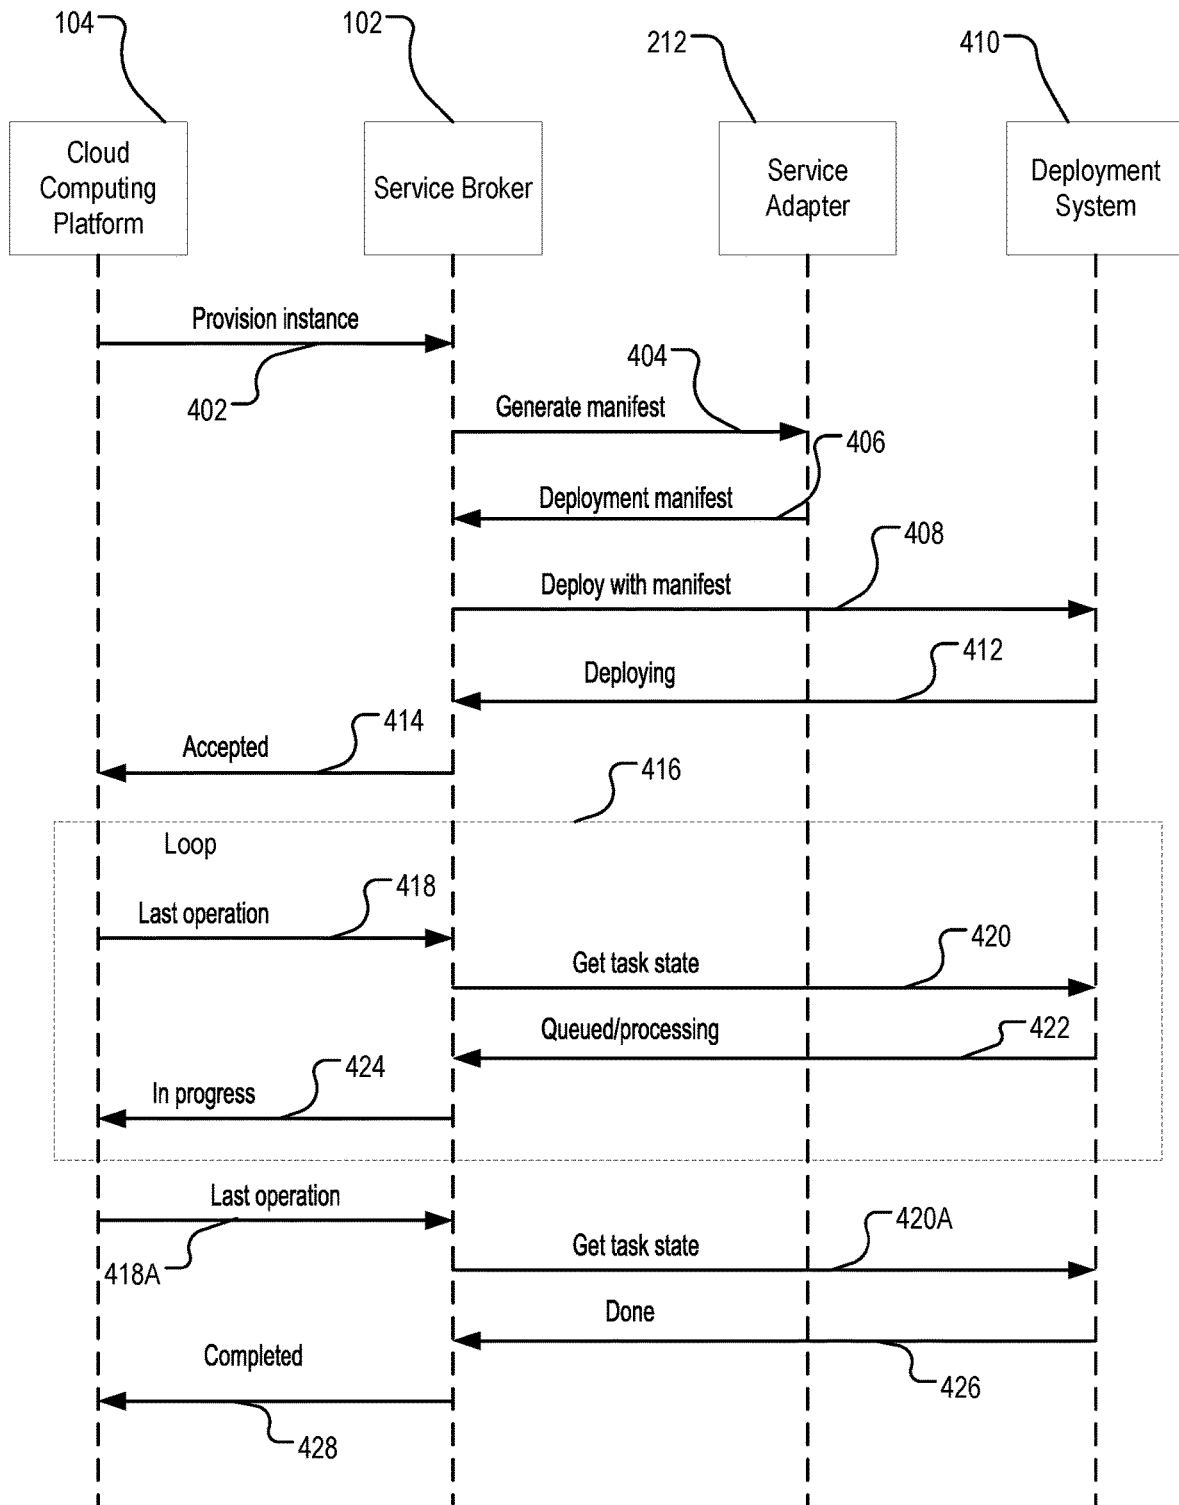 104
102
212
410
Cloud
Computing
Platform
Service Broker
Service
Adapter
Deployment
System
Provision instance
402
404
Generate manifest
406
Deployment manifest
408
Deploy with manifest
412
Deploying
414
Accepted
416
Loop
418
Last operation
420
Get task state
422
Queued/processing
424
In progress
Last operation
418A
420A
Get task state
Done
426
Completed
428